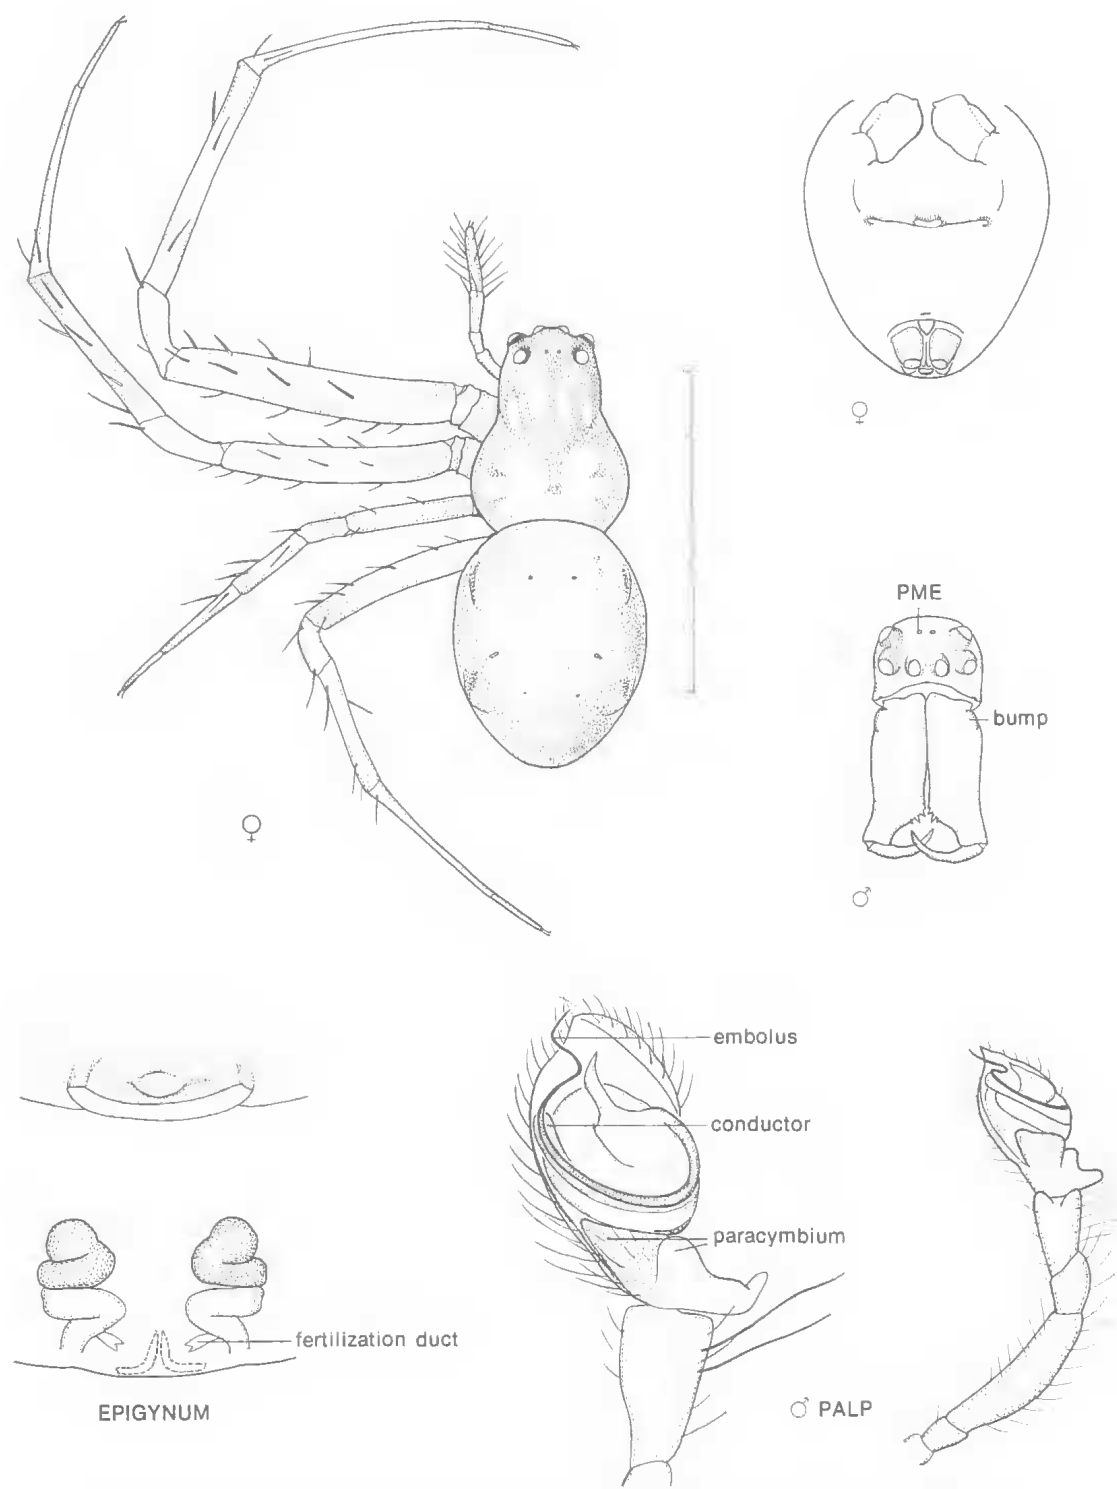 ♀
PME
bump
♀
♂
embolus
conductor
paracymbium
fertilization duct
EPIGYNUM
♂ PALP